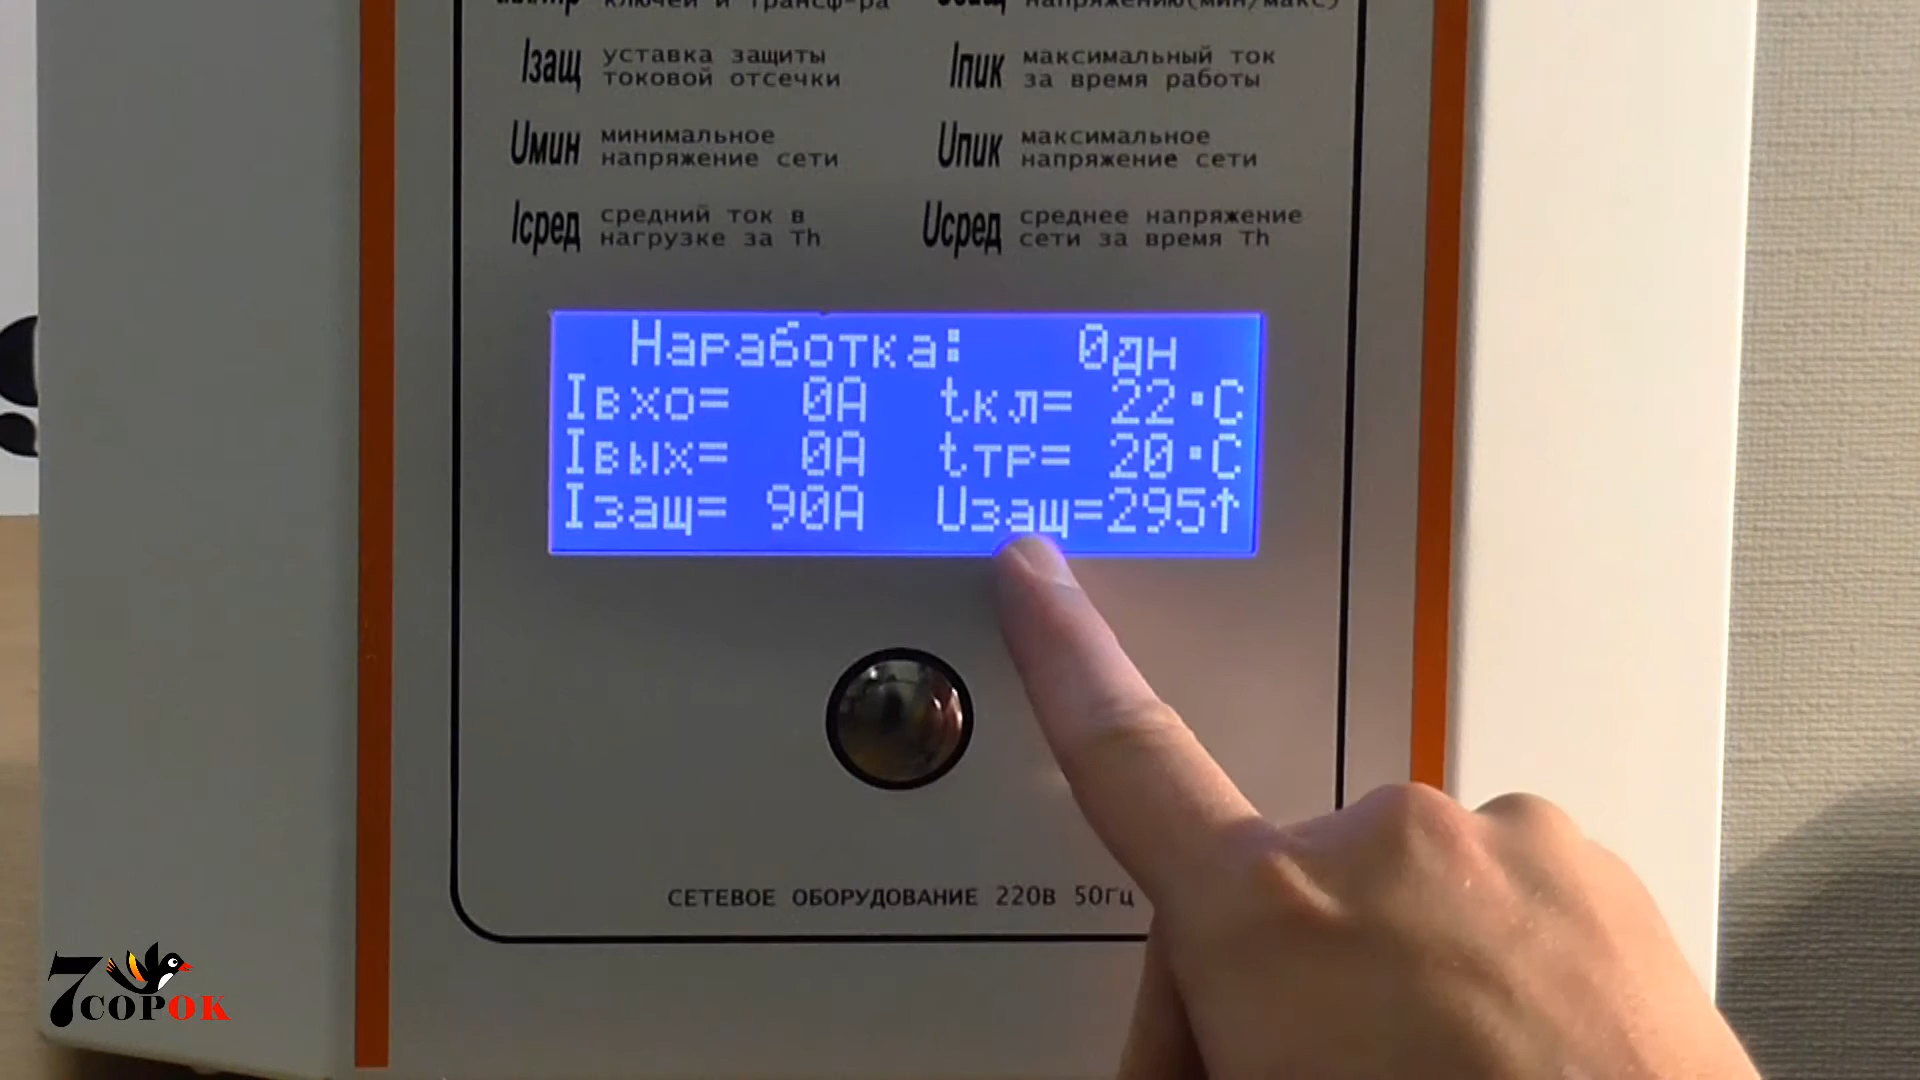 ключей и трансф-ра
напряжению(мин/макс)
Iзащ уставка защиты
токовой отсечки
Iпик максимальный ток
за время работы
Uмин минимальное
напряжение сети
Uпик максимальное
напряжение сети
Iсред средний ток в
нагрузке за Th
Uсред среднее напряжение
сети за время Th
Наработка: 0дн
Iвхо= 0А tкл= 22·C
Iвых= 0А tтр= 20·C
Iзащ= 90А Uзащ=295↑
СЕТЕВОЕ ОБОРУДОВАНИЕ 220В 50Гц
7 СОРОК